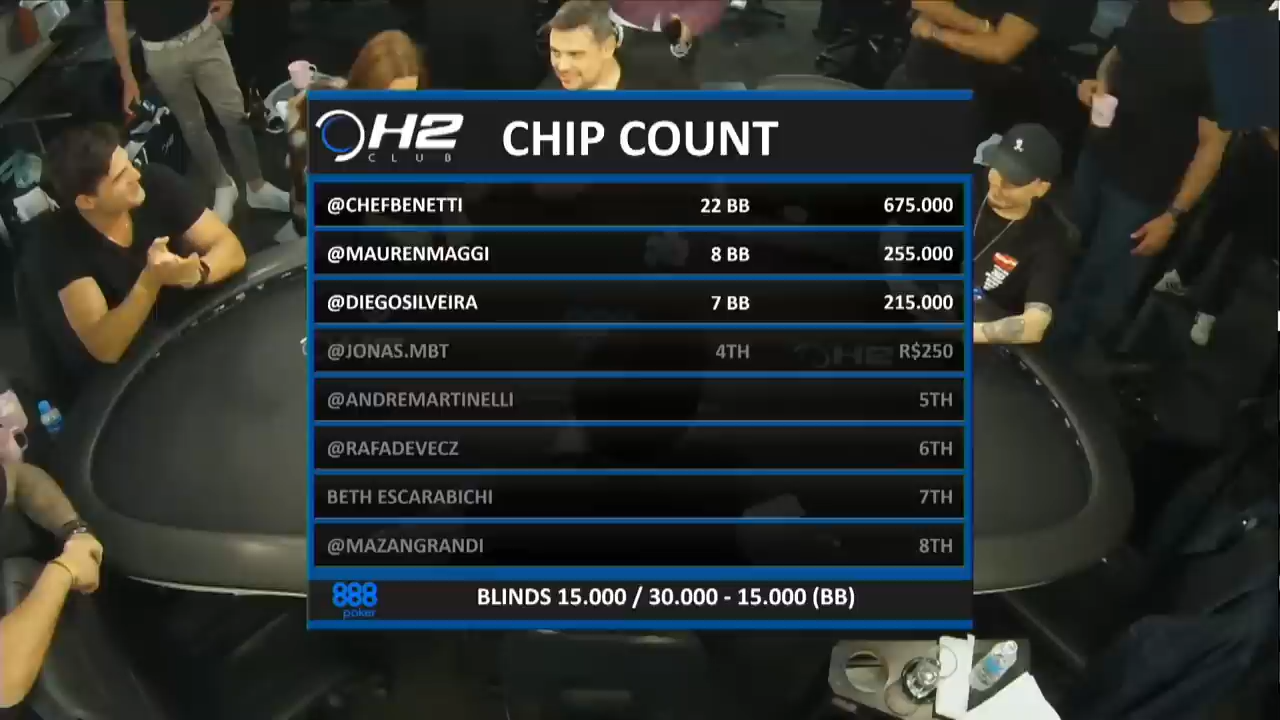 H2 CLUB CHIP COUNT
@CHEFBENETTI 22 BB 675.000
@MAURENMAGGI 8 BB 255.000
@DIEGOSILVEIRA 7 BB 215.000
@JONAS.MBT 4TH R$250
@ANDREMARTINELLI 5TH
@RAFADEVECZ 6TH
BETH ESCARABICHI 7TH
@MAZANGRANDI 8TH
888 poker BLINDS 15.000 / 30.000 - 15.000 (BB)